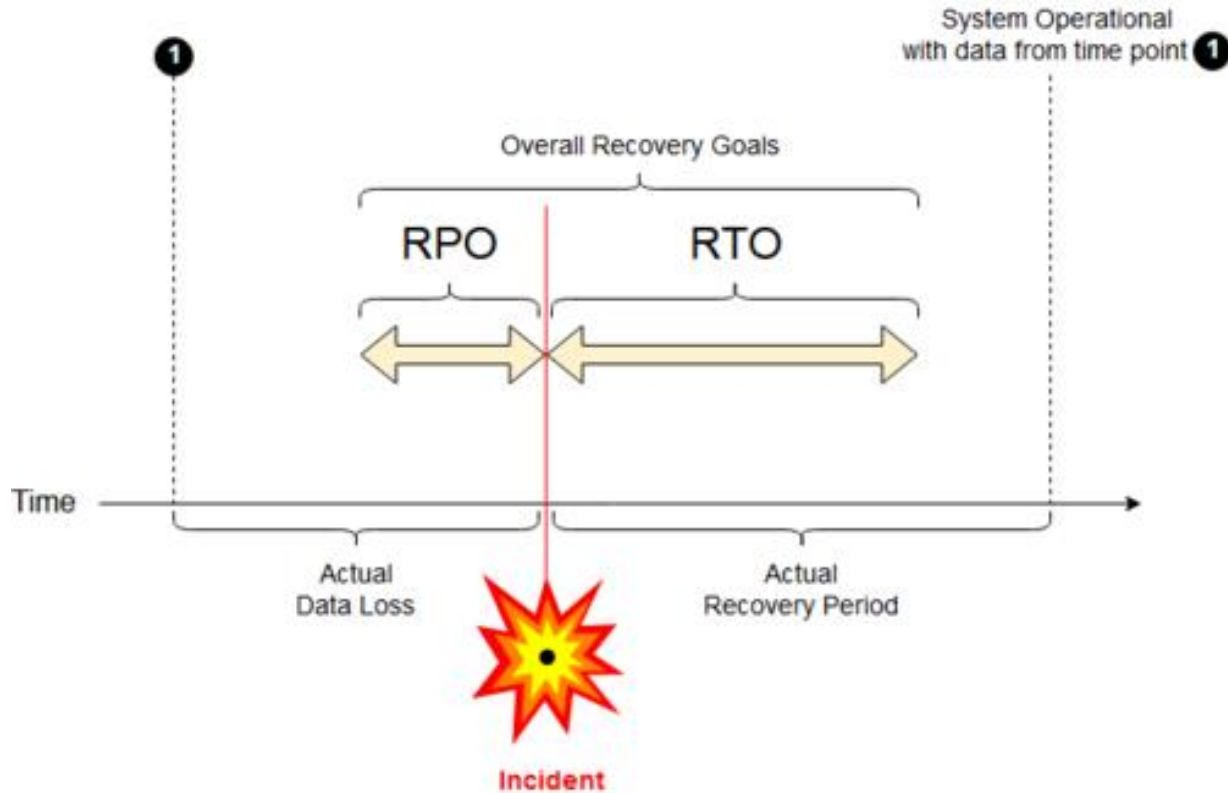 System Operational
1
with data from time point 1
Overall Recovery Goals
RPO
RTO
Time
Actual
Data Loss
Actual
Recovery Period
Incident